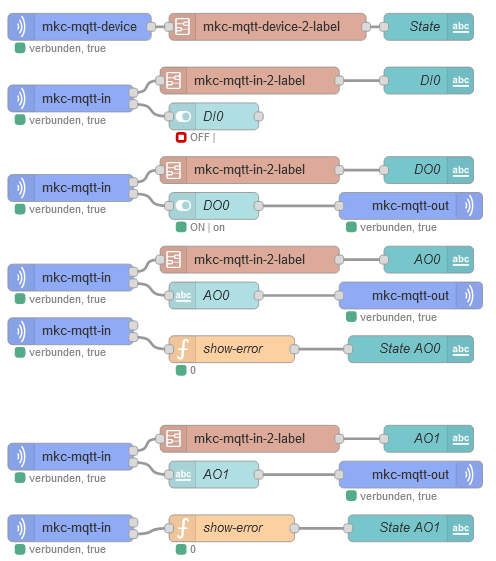 mkc-mqtt-device mkc-mqtt-device-2-label State abc
verbunden, true
mkc-mqtt-in-2-label DI0 abc
mkc-mqtt-in
DI0
verbunden, true
OFF |
mkc-mqtt-in-2-label DO0 abc
mkc-mqtt-in
DO0 mkc-mqtt-out
verbunden, true
ON | on verbunden, true
mkc-mqtt-in-2-label AO0 abc
mkc-mqtt-in
abc AO0 mkc-mqtt-out
verbunden, true
verbunden, true
mkc-mqtt-in
show-error State AO0 abc
verbunden, true
0
mkc-mqtt-in-2-label AO1 abc
mkc-mqtt-in
abc AO1 mkc-mqtt-out
verbunden, true
verbunden, true
mkc-mqtt-in show-error State AO1 abc
verbunden, true 0